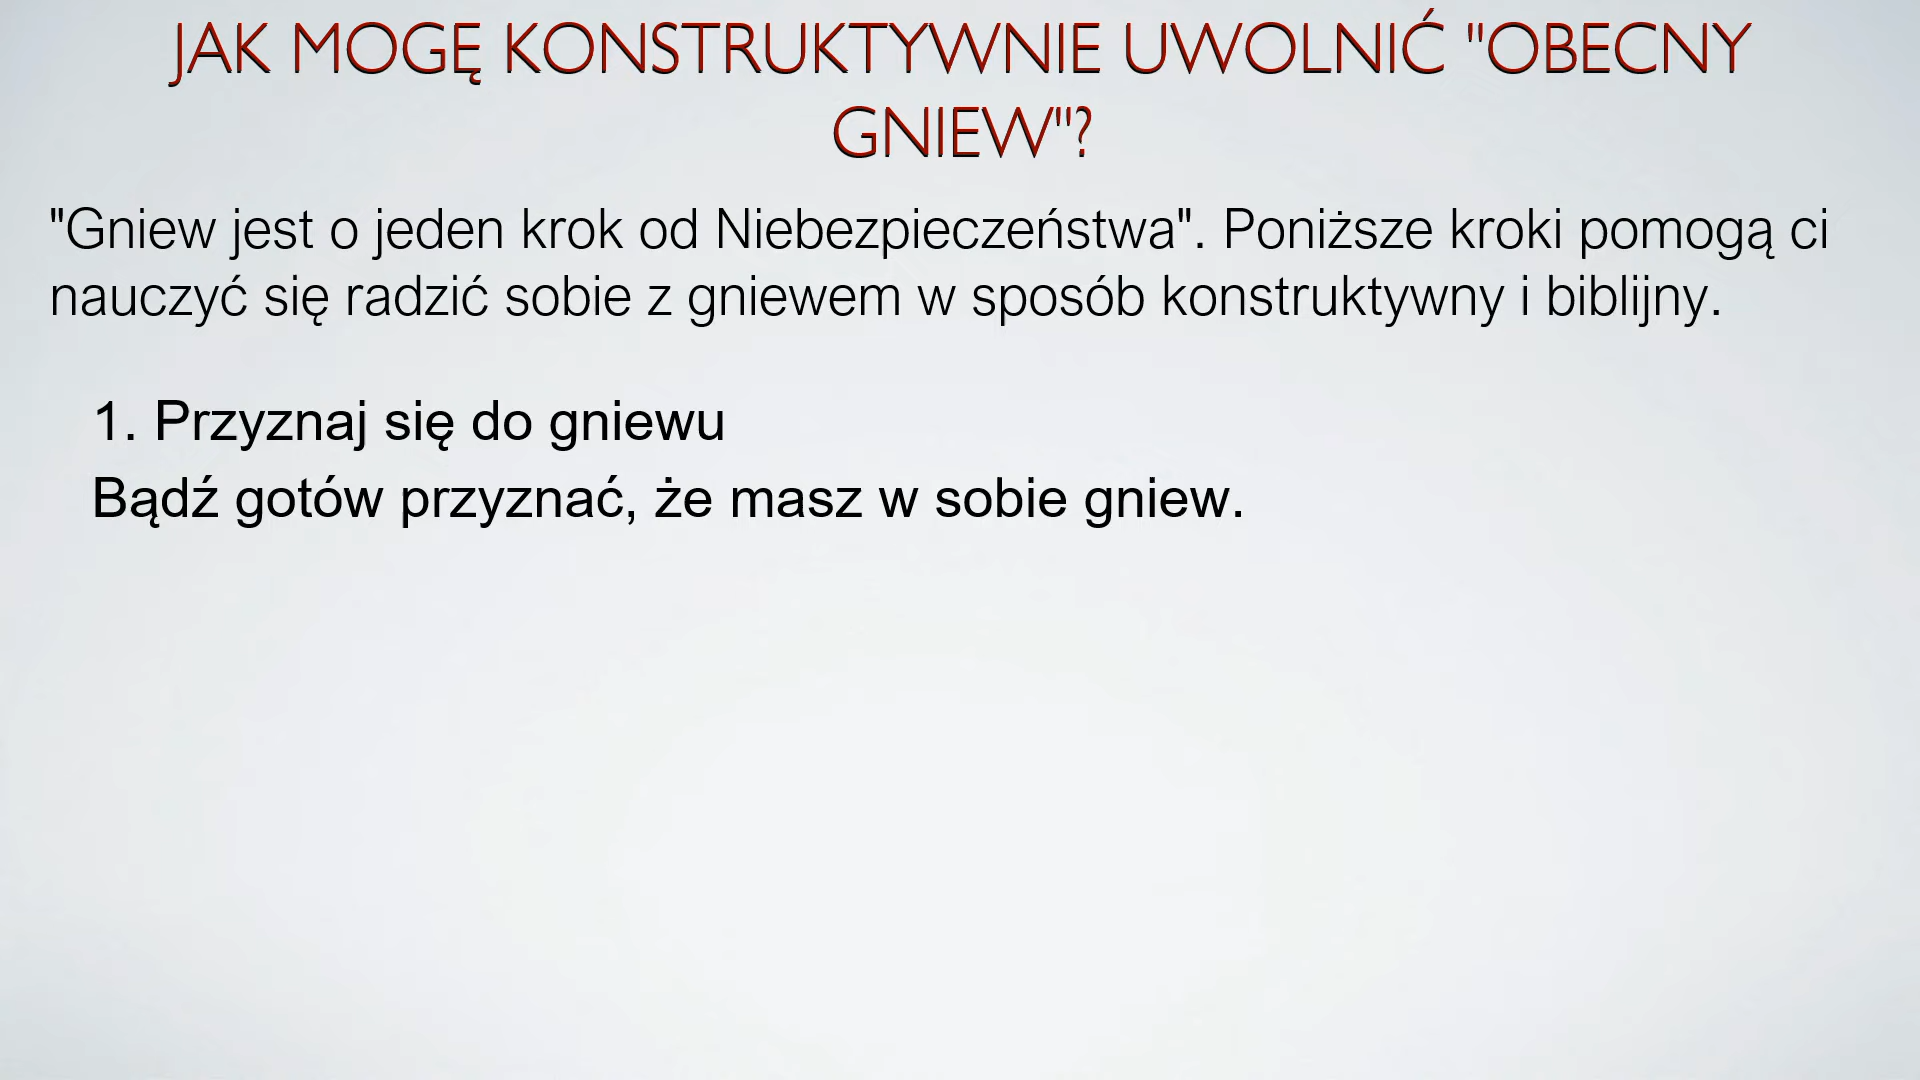 JAK MOGĘ KONSTRUKTYWNIE UWOLNIĆ "OBECNY
GNIEW"?
"Gniew jest o jeden krok od Niebezpieczeństwa". Poniższe kroki pomogą ci
nauczyć się radzić sobie z gniewem w sposób konstruktywny i biblijny.
1. Przyznaj się do gniewu
Bądź gotów przyznać, że masz w sobie gniew.